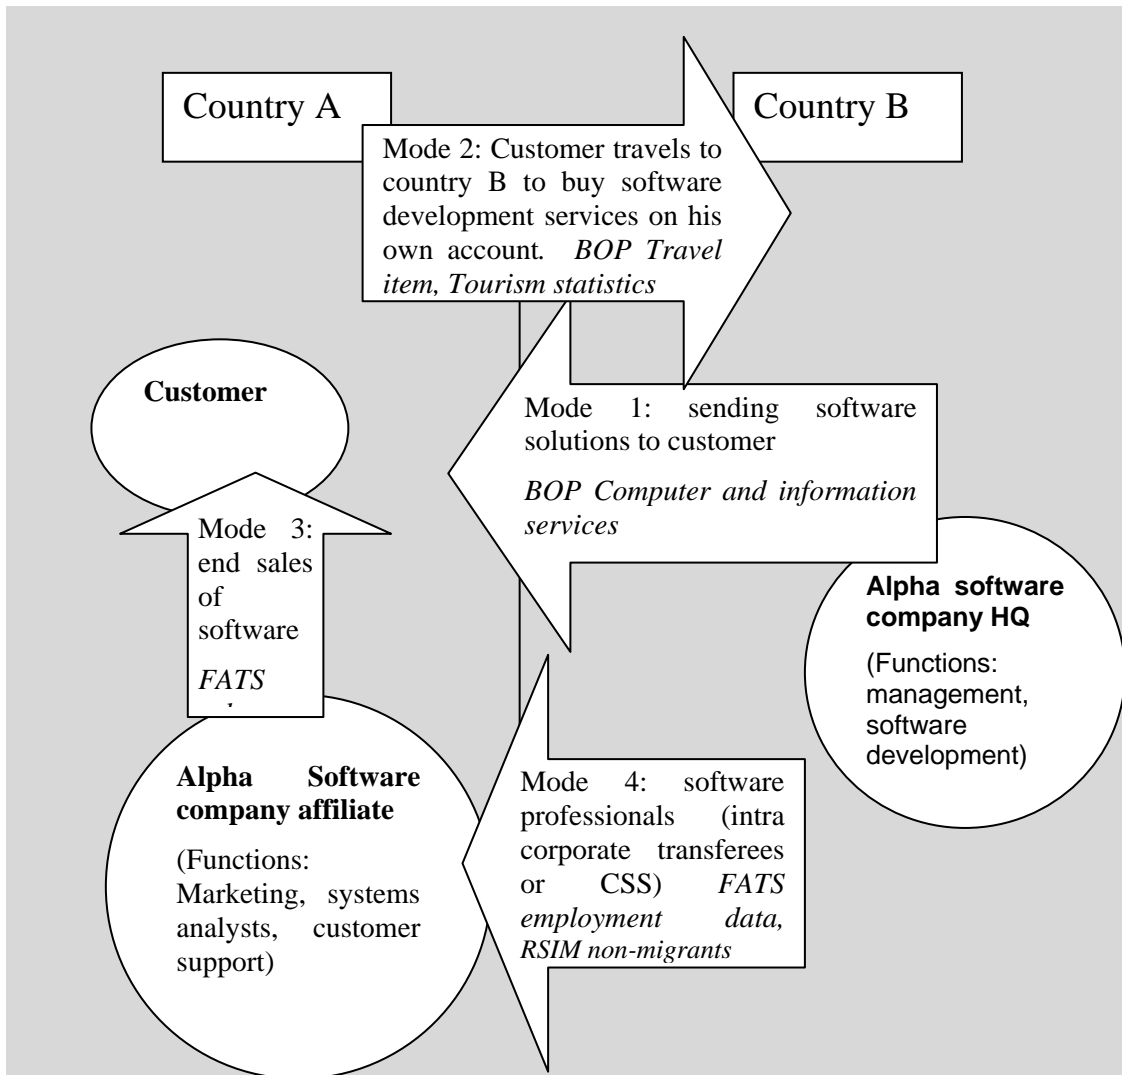 Country A
Country B
Mode 2: Customer travels to
country B to buy software
development services on his
own account. BOP Travel
item, Tourism statistics
Customer
Mode 1: sending software
solutions to customer
BOP Computer and information
services
Mode 3:
end sales
of
software
FATS
Alpha software
company HQ
(Functions:
management,
software
development)
Alpha Software
company affiliate
(Functions:
Marketing, systems
analysts, customer
support)
Mode 4: software
professionals (intra
corporate transferees
or CSS) FATS
employment data,
RSIM non-migrants